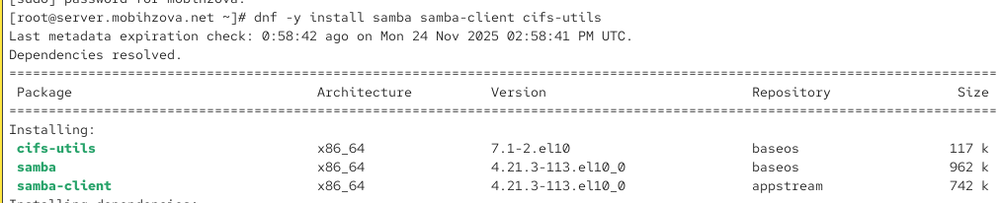 [sudo] password for mobihzova:
[root@server.mobihzova.net ~]# dnf -y install samba samba-client cifs-utils
Last metadata expiration check: 0:58:42 ago on Mon 24 Nov 2025 02:58:41 PM UTC.
Dependencies resolved.
================================================================================
Package Architecture Version Repository Size
================================================================================
Installing:
cifs-utils x86_64 7.1-2.el10 baseos 117 k
samba x86_64 4.21.3-113.el10_0 baseos 962 k
samba-client x86_64 4.21.3-113.el10_0 appstream 742 k
Installing dependencies: